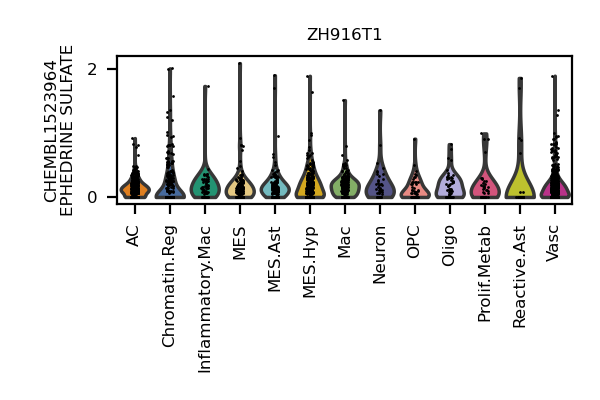 ZH916T1
CHEMBL1523964
EPHEDRINE SULFATE
2
0
AC
Chromatin.Reg
Inflammatory.Mac
MES
MES.Ast
MES.Hyp
Mac
Neuron
OPC
Oligo
Prolif.Metab
Reactive.Ast
Vasc